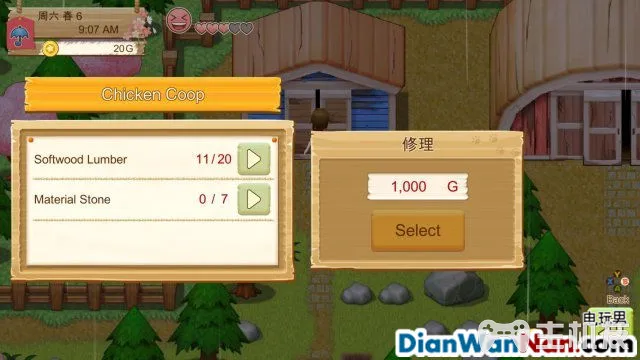 周六 春 6
9:07 AM
20G
Chicken Coop
Softwood Lumber 11/20
Material Stone 0 / 7
修理
1,000 G
Select
X
Y
B
A
Back
电玩男
DianWanNan.com